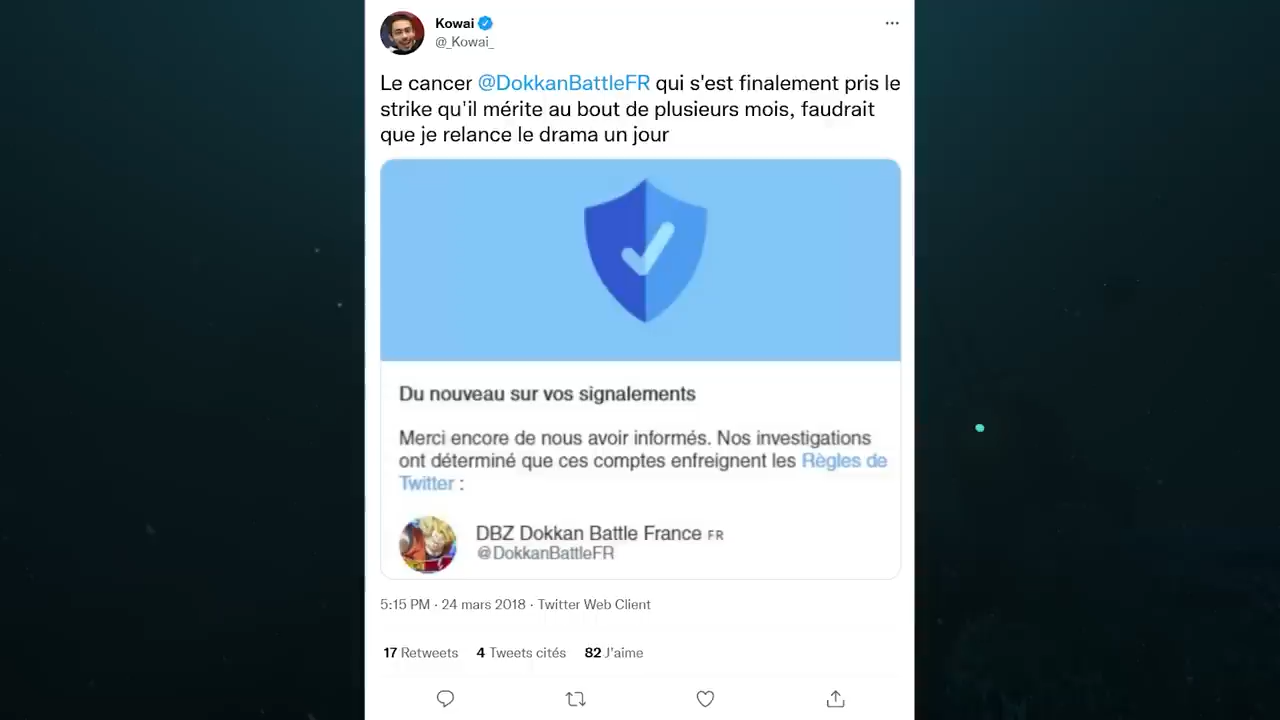 Kowai
@_Kowai_
Le cancer @DokkanBattleFR qui s'est finalement pris le
strike qu'il mérite au bout de plusieurs mois, faudrait
que je relance le drama un jour
Du nouveau sur vos signalements
Merci encore de nous avoir informés. Nos investigations
ont déterminé que ces comptes enfreignent les Règles de
Twitter :
DBZ Dokkan Battle France FR
@DokkanBattleFR
5:15 PM · 24 mars 2018 · Twitter Web Client
17 Retweets 4 Tweets cités 82 J'aime